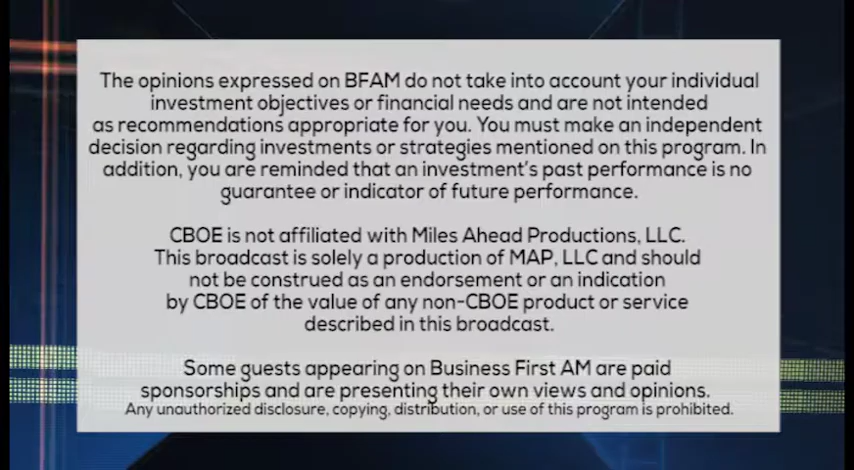 The opinions expressed on BFAM do not take into account your individual
investment objectives or financial needs and are not intended
as recommendations appropriate for you. You must make an independent
decision regarding investments or strategies mentioned on this program. In
addition, you are reminded that an investment's past performance is no
guarantee or indicator of future performance.
CBOE is not affiliated with Miles Ahead Productions, LLC.
This broadcast is solely a production of MAP, LLC and should
not be construed as an endorsement or an indication
by CBOE of the value of any non-CBOE product or service
described in this broadcast.
Some guests appearing on Business First AM are paid
sponsorships and are presenting their own views and opinions.
Any unauthorized disclosure, copying, distribution, or use of this program is prohibited.